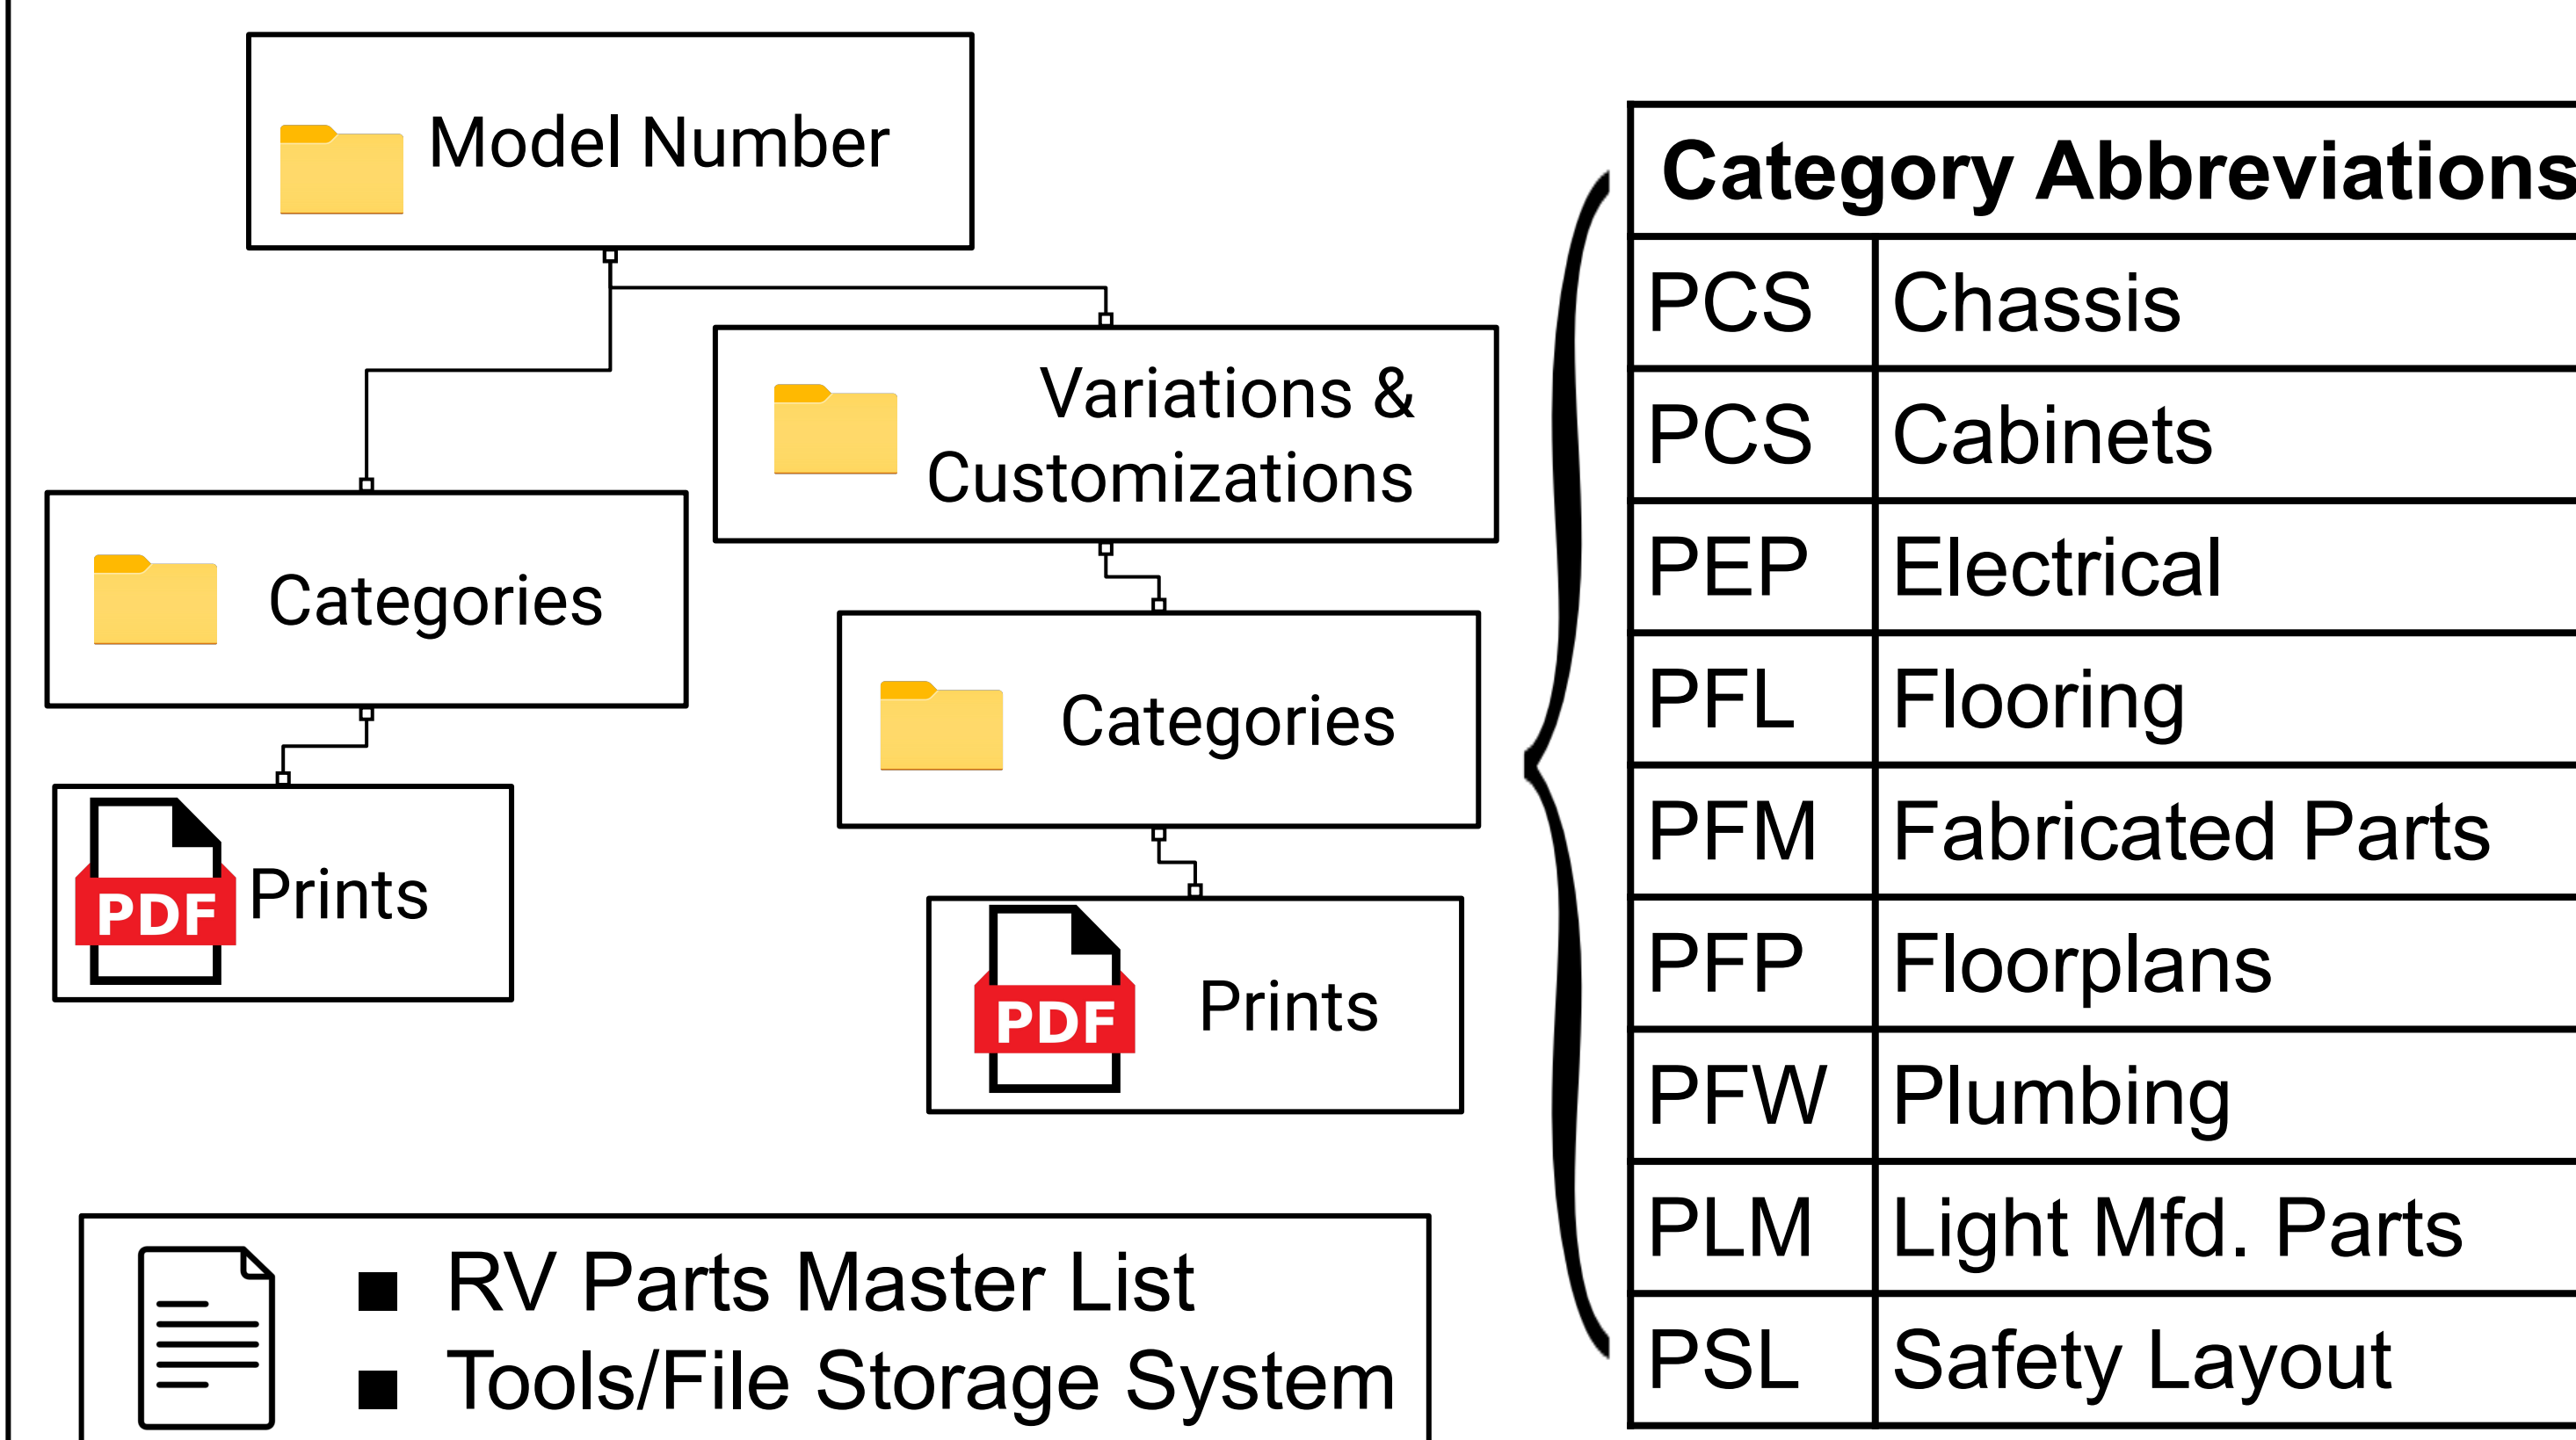 Model Number
Variations &
Customizations
Categories
Categories
PDF
Prints
PDF
Prints
RV Parts Master List
Tools/File Storage System
Category Abbreviations
PCS Chassis
PCS Cabinets
PEP Electrical
PFL Flooring
PFM Fabricated Parts
PFP Floorplans
PFW Plumbing
PLM Light Mfd. Parts
PSL Safety Layout